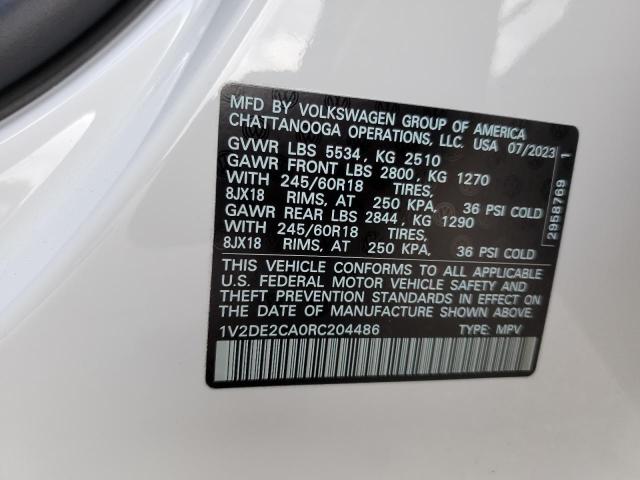 MFD BY VOLKSWAGEN GROUP OF AMERICA
CHATTANOOGA OPERATIONS, LLC. USA 07/2023
GVWR LBS 5534, KG 2510
GAWR FRONT LBS 2800, KG 1270
WITH 245/60R18 TIRES,
8JX18 RIMS, AT 250 KPA, 36 PSI COLD
GAWR REAR LBS 2844, KG 1290
WITH 245/60R18 TIRES,
8JX18 RIMS, AT 250 KPA, 36 PSI COLD
THIS VEHICLE CONFORMS TO ALL APPLICABLE
U.S. FEDERAL MOTOR VEHICLE SAFETY AND
THEFT PREVENTION STANDARDS IN EFFECT ON
THE DATE OF MANUFACTURE SHOWN ABOVE.
1V2DE2CA0RC204486 TYPE: MPV
2958769 1